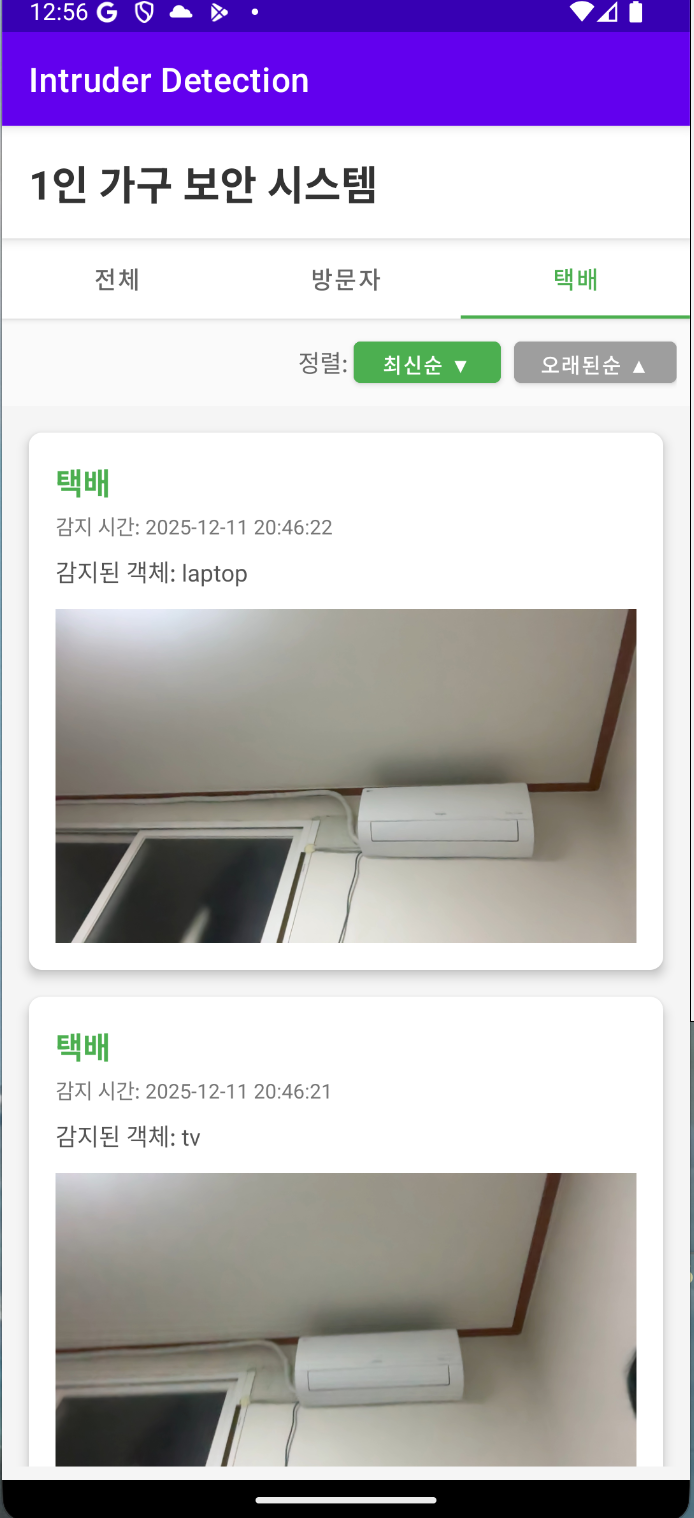 12:56
Intruder Detection
1인 가구 보안 시스템
전체 방문자 택배
정렬: 최신순 ▼ 오래된순 ▲
택배
감지 시간: 2025-12-11 20:46:22
감지된 객체: laptop
택배
감지 시간: 2025-12-11 20:46:21
감지된 객체: tv